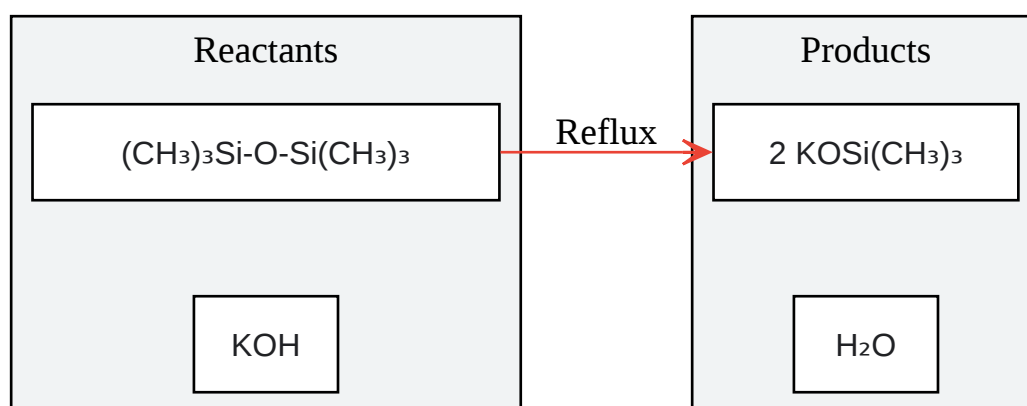 Reactants
Products
(CH₃)₃Si-O-Si(CH₃)₃
Reflux
2 KOSi(CH₃)₃
KOH
H₂O